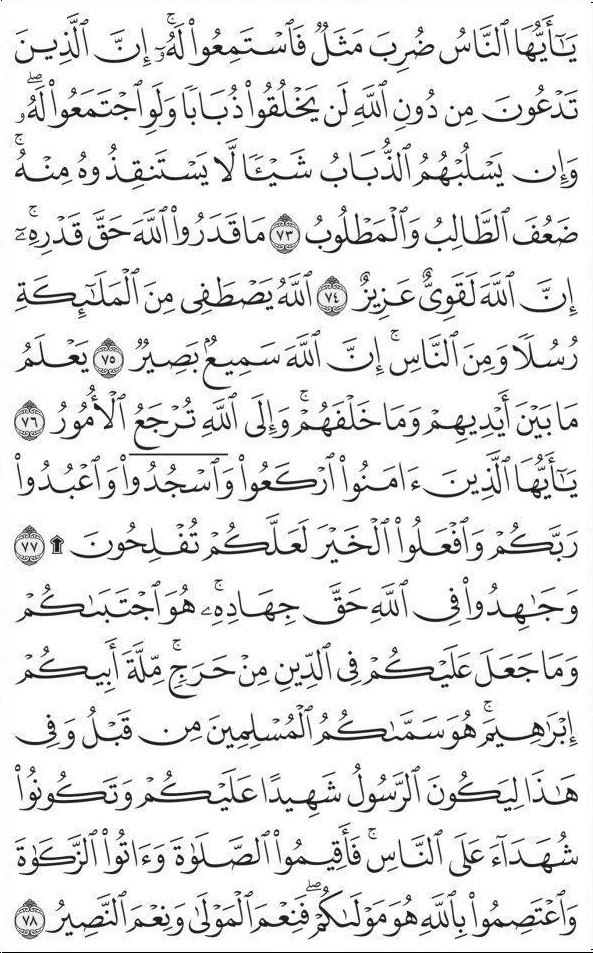 يَـٰٓأَيُّهَا ٱلنَّاسُ ضُرِبَ مَثَلٌ فَٱسْتَمِعُوا۟ لَهُۥٓ ۚ إِنَّ ٱلَّذِينَ
تَدْعُونَ مِن دُونِ ٱللَّهِ لَن يَخْلُقُوا۟ ذُبَابًا وَلَوِ ٱجْتَمَعُوا۟ لَهُۥ ۖ
وَإِن يَسْلُبْهُمُ ٱلذُّبَابُ شَيْـًٔا لَّا يَسْتَنقِذُوهُ مِنْهُ ۚ
ضَعُفَ ٱلطَّالِبُ وَٱلْمَطْلُوبُ ٧٣ مَا قَدَرُوا۟ ٱللَّهَ حَقَّ قَدْرِهِۦٓ ۚ
إِنَّ ٱللَّهَ لَقَوِىٌّ عَزِيزٌ ٧٤ ٱللَّهُ يَصْطَفِى مِنَ ٱلْمَلَـٰٓئِكَةِ
رُسُلًا وَمِنَ ٱلنَّاسِ ۚ إِنَّ ٱللَّهَ سَمِيعٌۢ بَصِيرٌ ٧٥ يَعْلَمُ
مَا بَيْنَ أَيْدِيهِمْ وَمَا خَلْفَهُمْ ۗ وَإِلَى ٱللَّهِ تُرْجَعُ ٱلْأُمُورُ ٧٦
يَـٰٓأَيُّهَا ٱلَّذِينَ ءَامَنُوا۟ ٱرْكَعُوا۟ وَٱسْجُدُوا۟ وَٱعْبُدُوا۟
رَبَّكُمْ وَٱفْعَلُوا۟ ٱلْخَيْرَ لَعَلَّكُمْ تُفْلِحُونَ ۩ ٧٧
وَجَـٰهِدُوا۟ فِى ٱللَّهِ حَقَّ جِهَادِهِۦ ۚ هُوَ ٱجْتَبَىٰكُمْ
وَمَا جَعَلَ عَلَيْكُمْ فِى ٱلدِّينِ مِنْ حَرَجٍ ۚ مِّلَّةَ أَبِيكُمْ
إِبْرَٰهِيمَ ۚ هُوَ سَمَّىٰكُمُ ٱلْمُسْلِمِينَ مِن قَبْلُ وَفِى
هَـٰذَا لِيَكُونَ ٱلرَّسُولُ شَهِيدًا عَلَيْكُمْ وَتَكُونُوا۟
شُهَدَآءَ عَلَى ٱلنَّاسِ ۚ فَأَقِيمُوا۟ ٱلصَّلَوٰةَ وَءَاتُوا۟ ٱلزَّكَوٰةَ
وَٱعْتَصِمُوا۟ بِٱللَّهِ هُوَ مَوْلَىٰكُمْ ۖ فَنِعْمَ ٱلْمَوْلَىٰ وَنِعْمَ ٱلنَّصِيرُ ٧٨